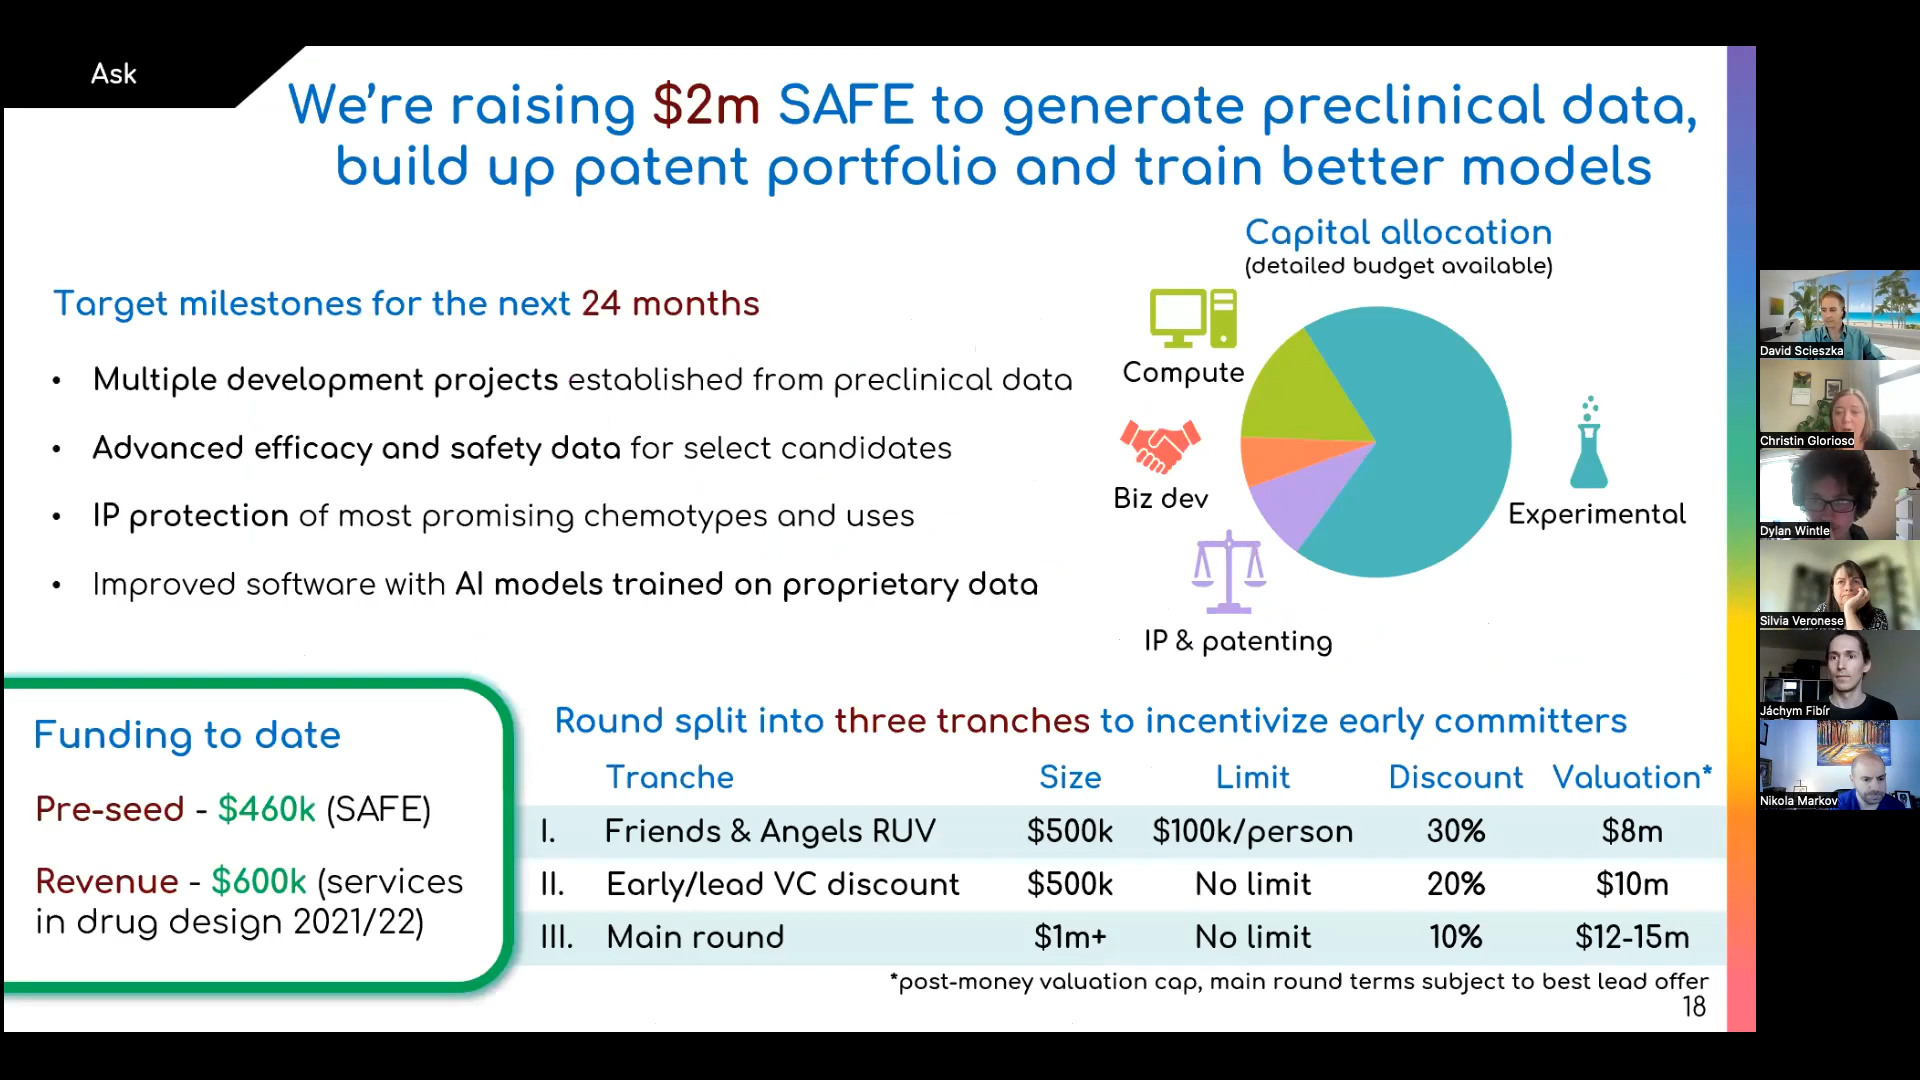 Ask
We're raising $2m SAFE to generate preclinical data,
build up patent portfolio and train better models
Target milestones for the next 24 months
• Multiple development projects established from preclinical data
• Advanced efficacy and safety data for select candidates
• IP protection of most promising chemotypes and uses
• Improved software with AI models trained on proprietary data
Capital allocation
(detailed budget available)
Compute
Biz dev
IP & patenting
Experimental
Funding to date
Pre-seed - $460k (SAFE)
Revenue - $600k (services
in drug design 2021/22)
Round split into three tranches to incentivize early committers
Tranche Size Limit Discount Valuation*
I. Friends & Angels RUV $500k $100k/person 30% $8m
II. Early/lead VC discount $500k No limit 20% $10m
III. Main round $1m+ No limit 10% $12-15m
*post-money valuation cap, main round terms subject to best lead offer
18
David Scieszka
Christin Glorioso
Dylan Wintle
Silvia Veronese
Jáchym Fibír
Nikola Markov